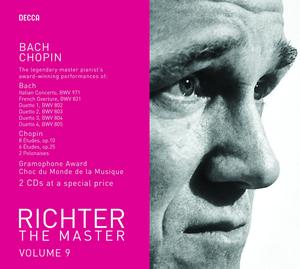 DECCA
BACH
CHOPIN
The legendary master pianist's
award-winning performances of:
Bach
Italian Concerto, BWV 971
French Overture, BWV 831
Duetto 1, BWV 802
Duetto 2, BWV 803
Duetto 3, BWV 804
Duetto 4, BWV 805
Chopin
8 Études, op.10
6 Études, op.25
2 Polonaises
Gramophone Award
Choc du Monde de la Musique
2 CDs at a special price
RICHTER
THE MASTER
VOLUME 9